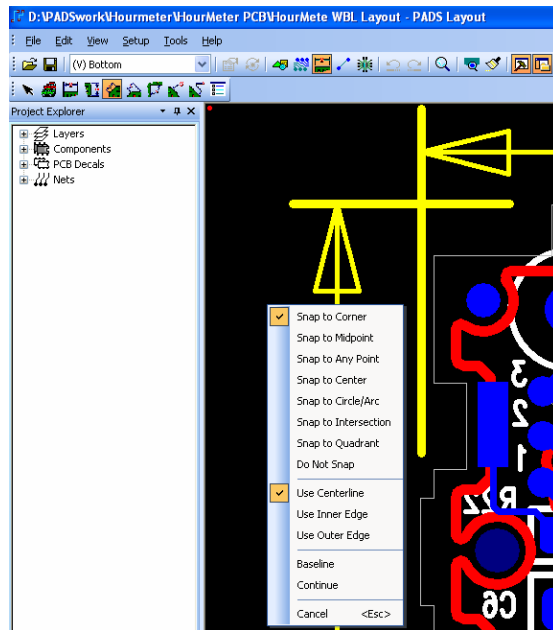 D:\PADSwork\Hourmeter\HourMeter PCB\HourMete WBL Layout - PADS Layout
File Edit View Setup Tools Help
(V) Bottom
Project Explorer
Layers
Components
PCB Decals
Nets
Snap to Corner
Snap to Midpoint
Snap to Any Point
Snap to Center
Snap to Circle/Arc
Snap to Intersection
Snap to Quadrant
Do Not Snap
Use Centerline
Use Inner Edge
Use Outer Edge
Baseline
Continue
Cancel <Esc>
3
2
1
R22
C6